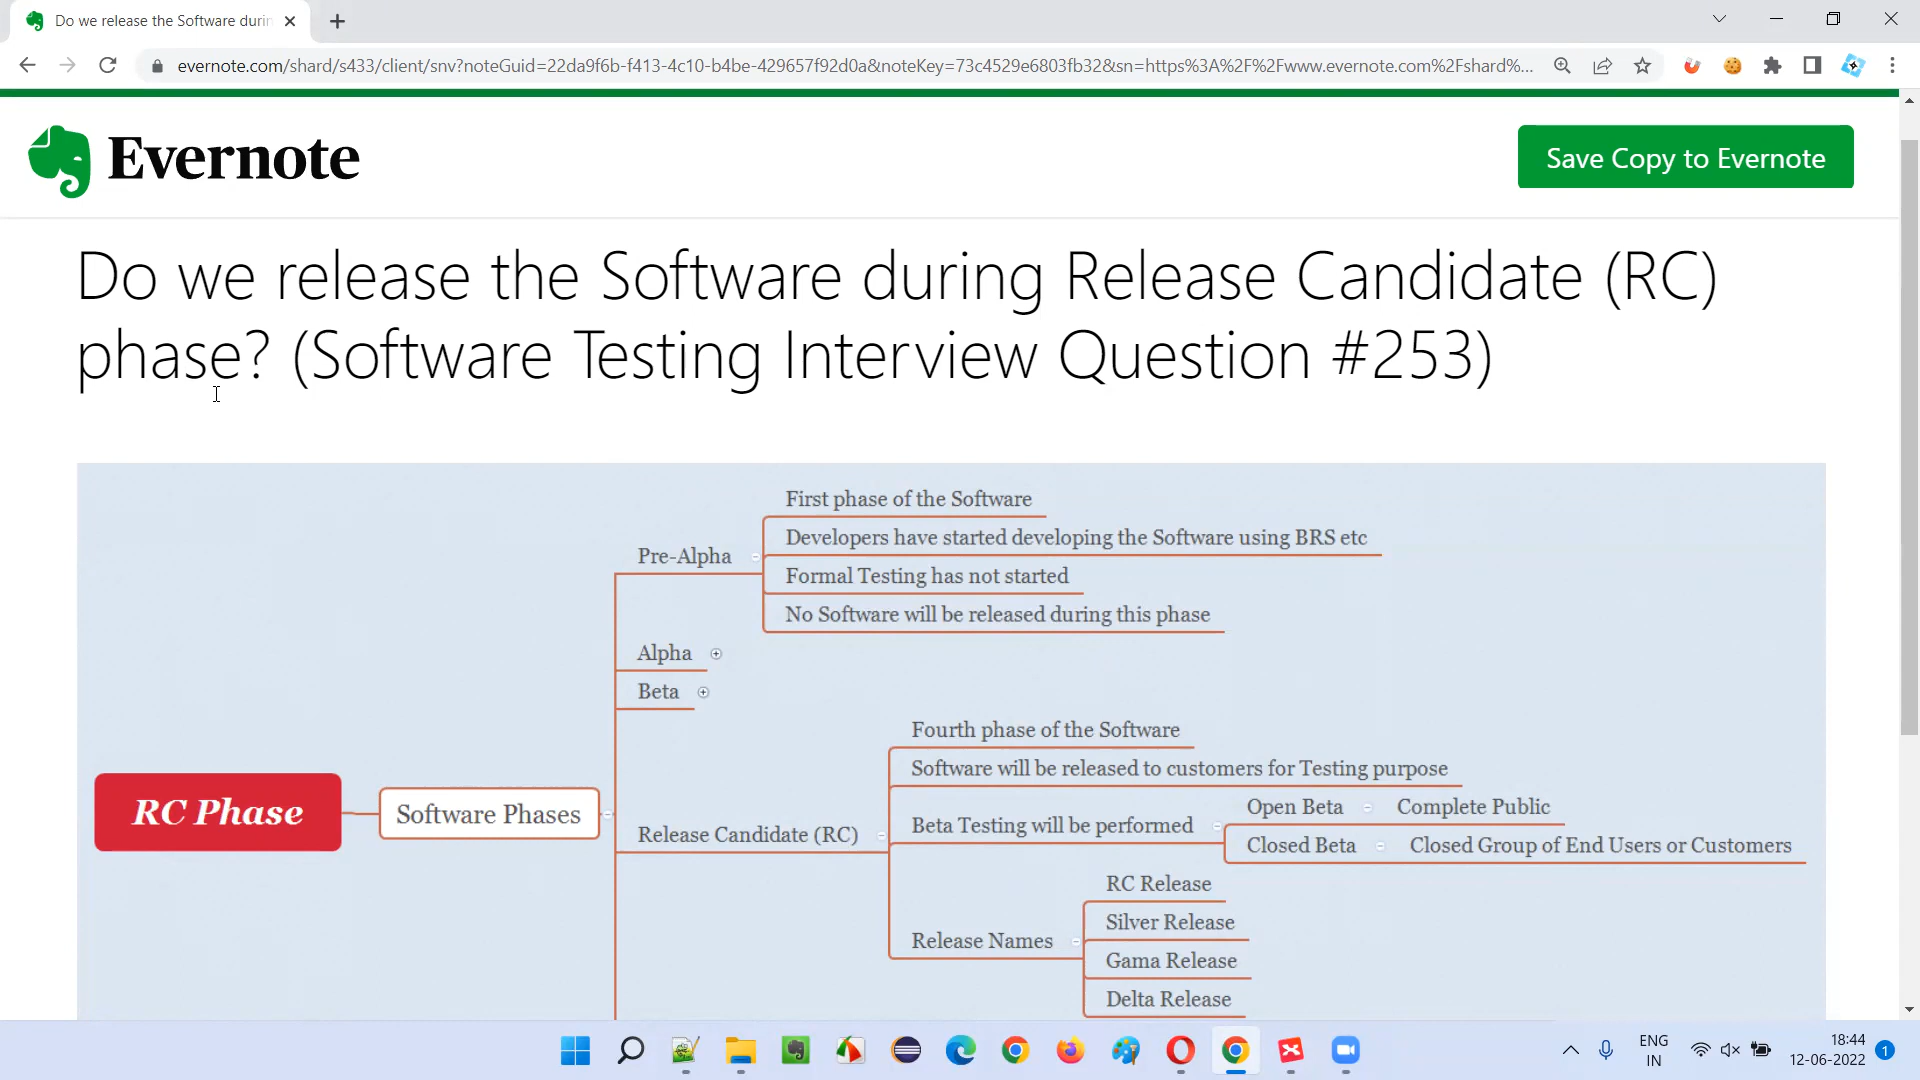 Do we release the Software durin
evernote.com/shard/s433/client/snv?noteGuid=22da9f6b-f413-4c10-b4be-429657f92d0a&noteKey=73c4529e6803fb32&sn=https%3A%2F%2Fwww.evernote.com%2Fshard%...
Evernote
Save Copy to Evernote
Do we release the Software during Release Candidate (RC)
phase? (Software Testing Interview Question #253)
First phase of the Software
Developers have started developing the Software using BRS etc
Pre-Alpha
Formal Testing has not started
No Software will be released during this phase
Alpha
Beta
Fourth phase of the Software
Software will be released to customers for Testing purpose
Open Beta
Complete Public
RC Phase
Software Phases
Release Candidate (RC)
Beta Testing will be performed
Closed Beta
Closed Group of End Users or Customers
RC Release
Silver Release
Release Names
Gama Release
Delta Release
ENG
IN
18:44
12-06-2022
1